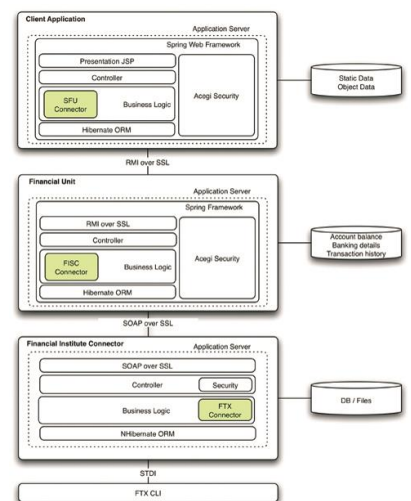 Client Application
Application Server
Spring Web Framework
Presentation JSP
Controller
SFU
Connector
Business Logic
Hibernate ORM
Acegi Security
Static Data
Object Data
RMI over SSL
Financial Unit
Application Server
Spring Framework
RMI over SSL
Controller
FISC
Connector
Business Logic
Hibernate ORM
Acegi Security
Account balance
Banking details
Transaction history
SOAP over SSL
Financial Institute Connector
Application Server
SOAP over SSL
Controller
Security
Business Logic
FTX
Connector
NHibernate ORM
DB / Files
STDI
FTX CLI